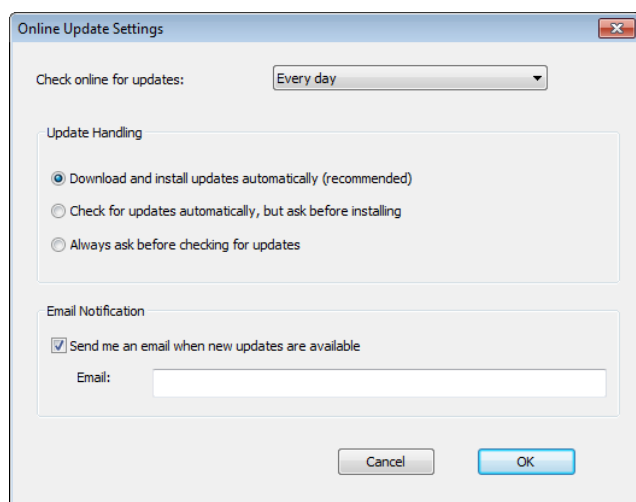 Online Update Settings
Check online for updates: Every day
Update Handling
Download and install updates automatically (recommended)
Check for updates automatically, but ask before installing
Always ask before checking for updates
Email Notification
Send me an email when new updates are available
Email:
Cancel OK